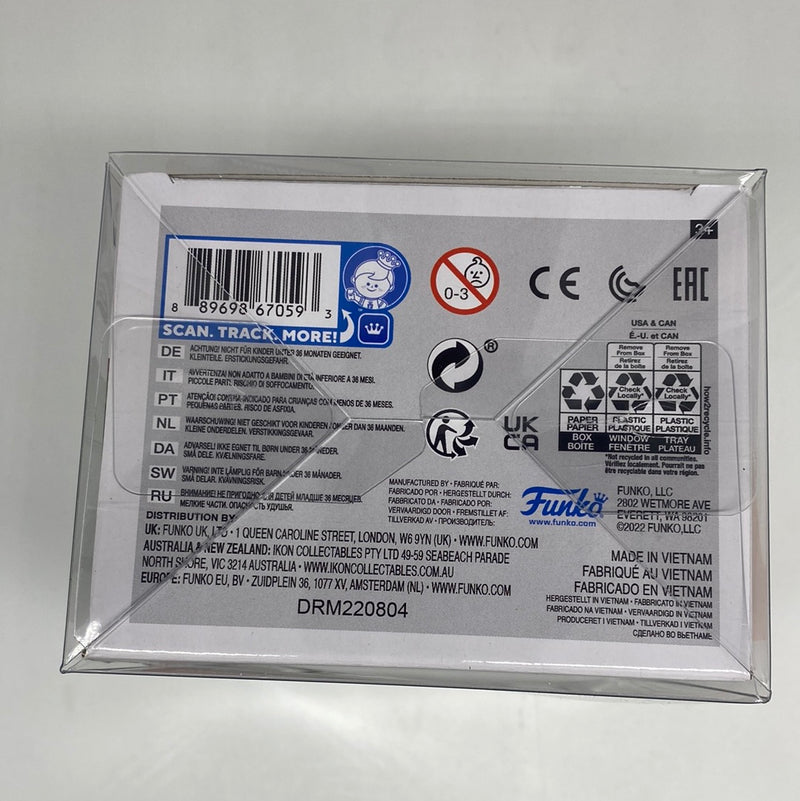 3+
8 89698 67059 3
SCAN. TRACK. MORE!
0-3
CE
EAC
DE ACHTUNG! NICHT FÜR KINDER UNTER 36 MONATEN GEEIGNET.
KLEINTEILE. ERSTICKUNGSGEFAHR.
IT AVVERTENZA! NON ADATTO A BAMBINI DI ETÀ INFERIORE A 36 MESI.
PICCOLE PARTI. RISCHIO DI SOFFOCAMENTO.
PT ATENÇÃO! CONTRA-INDICADO PARA CRIANÇAS COM MENOS DE 36 MESES.
PEQUENAS PARTES. RISCO DE ASFIXIA.
NL WAARSCHUWING! NIET GESCHIKT VOOR KINDEREN JONGER DAN 36 MAANDEN.
KLEINE ONDERDELEN. VERSTIKKINGSGEVAAR.
DA ADVARSEL! IKKE EGNET TIL BØRN UNDER 36 MÅNEDER.
SMÅ DELE. KVÆLNINGSFARE.
SW VARNING! INTE LÄMPLIG FÖR BARN UNDER 36 MÅNADER.
SMÅ DELAR. KVÄVNINGSRISK.
RU ВНИМАНИЕ! НЕ ПРИГОДНО ДЛЯ ДЕТЕЙ МЛАДШЕ 36 МЕСЯЦЕВ.
МЕЛКИЕ ЧАСТИ. ОПАСНОСТЬ УДУШЬЯ.
®
UK
CA
USA & CAN
É.-U. et CAN
Remove From Box
Retirez de la boîte
Remove From Box
Retirez de la boîte
Check Locally*
Check Locally*
PAPER
PAPIER
PLASTIC
PLASTIQUE
PLASTIC
PLASTIQUE
BOX
BOÎTE
WINDOW
FENÊTRE
TRAY
PLATEAU
how2recycle.info
*Not recycled in all communities.
Vérifiez localement. Pourrait ne pas
être recyclé dans votre région.
MANUFACTURED BY • FABRIQUÉ PAR:
FABRICADO POR • HERGESTELLT DURCH:
FABBRICATO DA • FABRICADO POR:
VERVAARDIGD DOOR • FREMSTILLET AF:
TILLVERKAD AV • ПРОИЗВОДИТЕЛЬ:
Funko
www.funko.com
FUNKO, LLC
2802 WETMORE AVE
EVERETT, WA 98201
©2022 FUNKO,LLC
DISTRIBUTION BY
UK: FUNKO UK, LTD • 1 QUEEN CAROLINE STREET, LONDON, W6 9YN (UK) • WWW.FUNKO.COM
AUSTRALIA & NEW ZEALAND: IKON COLLECTABLES PTY LTD 49-59 SEABEACH PARADE
NORTH SHORE, VIC 3214 AUSTRALIA • WWW.IKONCOLLECTABLES.COM.AU
EUROPE: FUNKO EU, BV • ZUIDPLEIN 36, 1077 XV, AMSTERDAM (NL) • WWW.FUNKO.COM
DRM220804
MADE IN VIETNAM
FABRIQUÉ AU VIETNAM
FABRICADO EN VIETNAM
HERGESTELLT IN VIETNAM • FABBRICATO IN VIETNAM
FABRICADO NA VIETNAM • VERVAARDIGD IN VIETNAM
PRODUCERET I VIETNAM • TILLVERKAD I VIETNAM
СДЕЛАНО ВО ВЬЕТНАМЕ